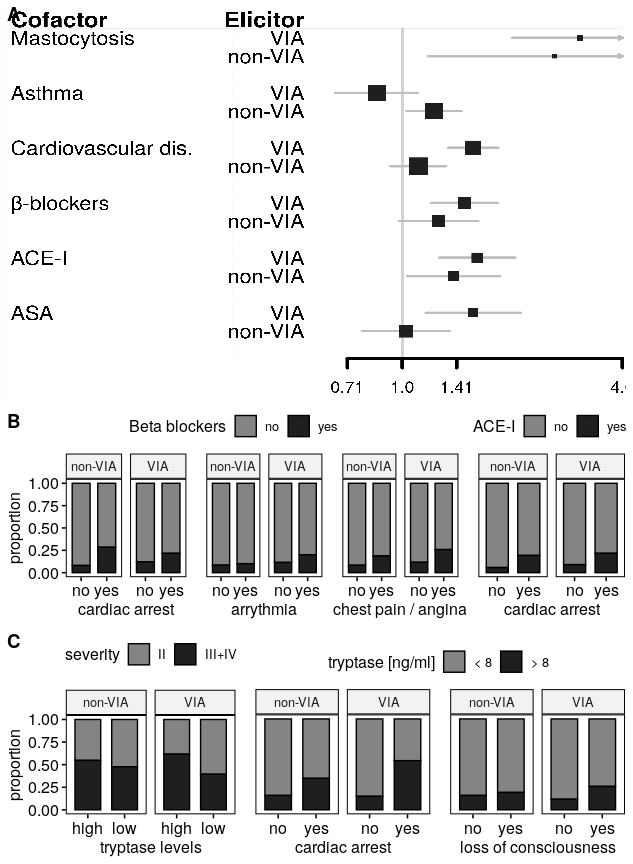 A
Cofactor Elicitor
Mastocytosis VIA
non-VIA
Asthma VIA
non-VIA
Cardiovascular dis. VIA
non-VIA
β-blockers VIA
non-VIA
ACE-I VIA
non-VIA
ASA VIA
non-VIA
0.71 1.0 1.41 4.
B
Beta blockers no yes ACE-I no yes
non-VIA VIA non-VIA VIA non-VIA VIA non-VIA VIA
proportion
1.00
0.75
0.50
0.25
0.00
no yes no yes no yes no yes no yes no yes no yes no yes
cardiac arrest arrythmia chest pain / angina cardiac arrest
C
severity II III+IV tryptase [ng/ml] < 8 > 8
non-VIA VIA non-VIA VIA non-VIA VIA
proportion
1.00
0.75
0.50
0.25
0.00
high low high low no yes no yes no yes no yes
tryptase levels cardiac arrest loss of consciousness